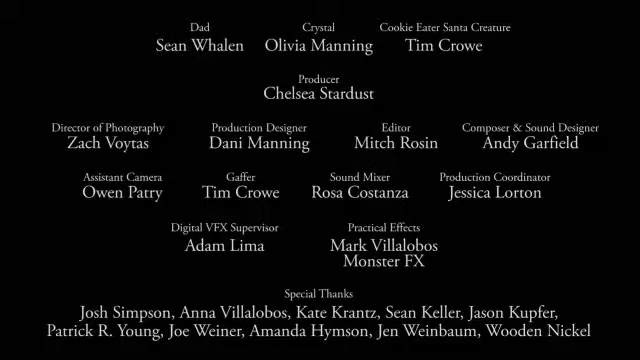 Dad Crystal Cookie Eater Santa Creature
Sean Whalen Olivia Manning Tim Crowe
Producer
Chelsea Stardust
Director of Photography Production Designer Editor Composer & Sound Designer
Zach Voytas Dani Manning Mitch Rosin Andy Garfield
Assistant Camera Gaffer Sound Mixer Production Coordinator
Owen Patry Tim Crowe Rosa Costanza Jessica Lorton
Digital VFX Supervisor Practical Effects
Adam Lima Mark Villalobos
Monster FX
Special Thanks
Josh Simpson, Anna Villalobos, Kate Krantz, Sean Keller, Jason Kupfer,
Patrick R. Young, Joe Weiner, Amanda Hymson, Jen Weinbaum, Wooden Nickel